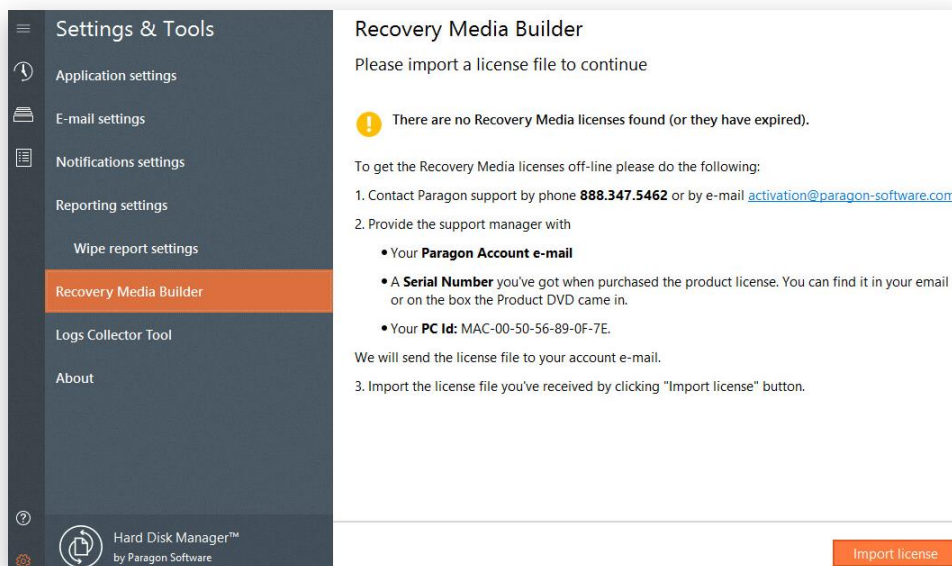 Settings & Tools
Application settings
E-mail settings
Notifications settings
Reporting settings
Wipe report settings
Recovery Media Builder
Logs Collector Tool
About
Hard Disk Manager™
by Paragon Software
Recovery Media Builder
Please import a license file to continue
There are no Recovery Media licenses found (or they have expired).
To get the Recovery Media licenses off-line please do the following:
1. Contact Paragon support by phone 888.347.5462 or by e-mail activation@paragon-software.com
2. Provide the support manager with
• Your Paragon Account e-mail
• A Serial Number you've got when purchased the product license. You can find it in your email
or on the box the Product DVD came in.
• Your PC Id: MAC-00-50-56-89-0F-7E.
We will send the license file to your account e-mail.
3. Import the license file you've received by clicking "Import license" button.
Import license